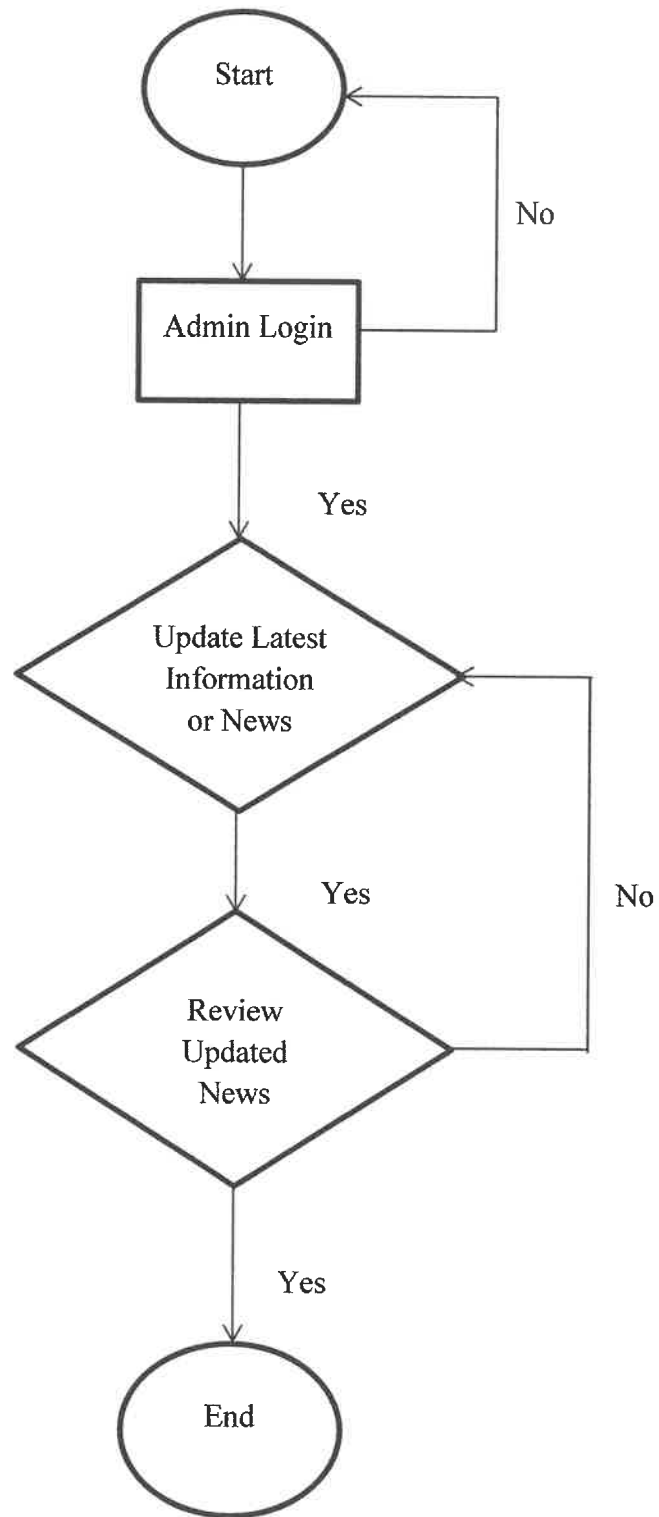 Start
No
Admin Login
Yes
Update Latest
Information
or News
Yes
No
Review
Updated
News
Yes
End